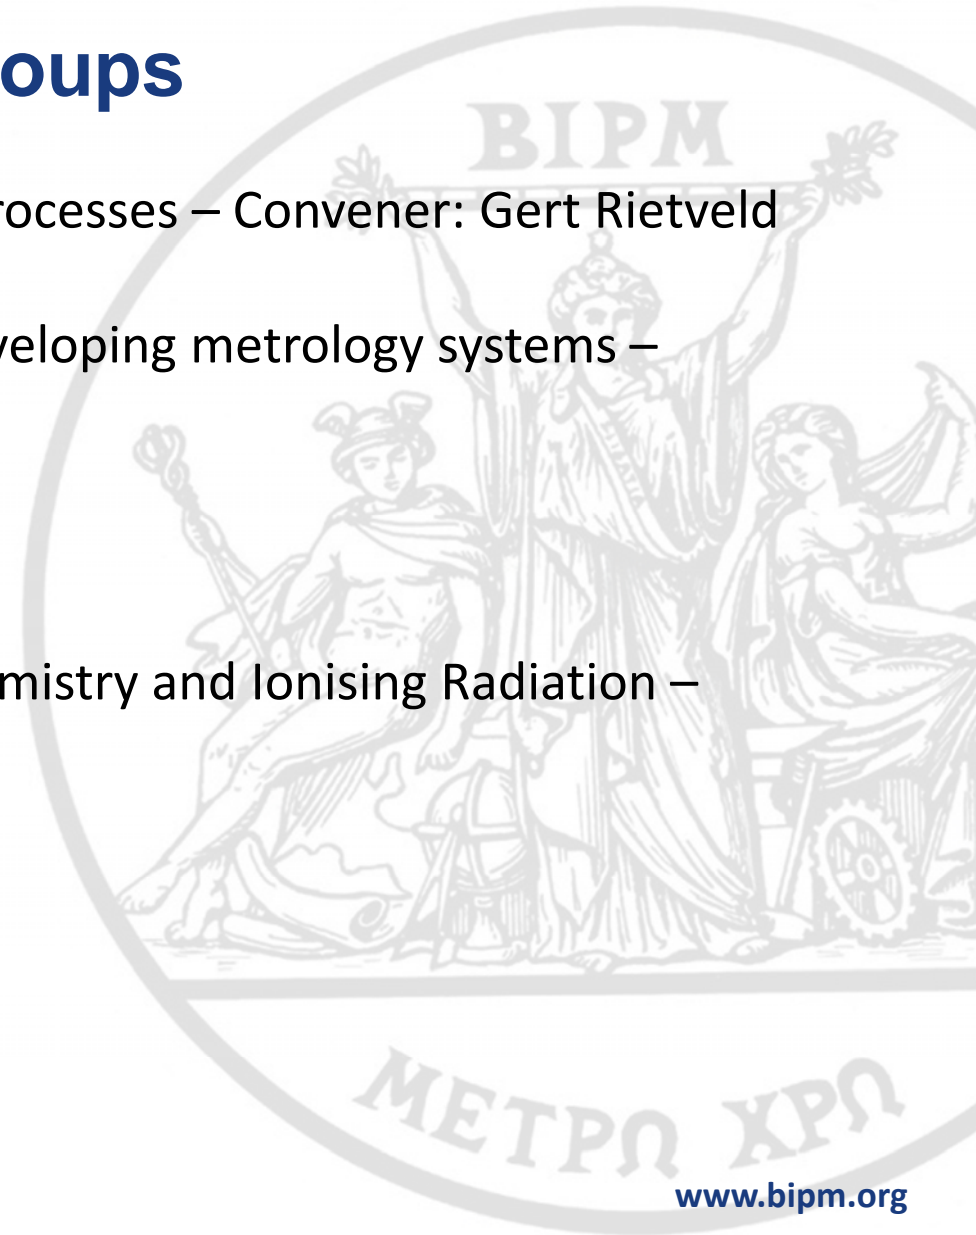 oups
BIPM
rocesses – Convener: Gert Rietveld
veloping metrology systems –
mistry and Ionising Radiation –
ΜΕΤΡΩ ΧΡΩ
www.bipm.org